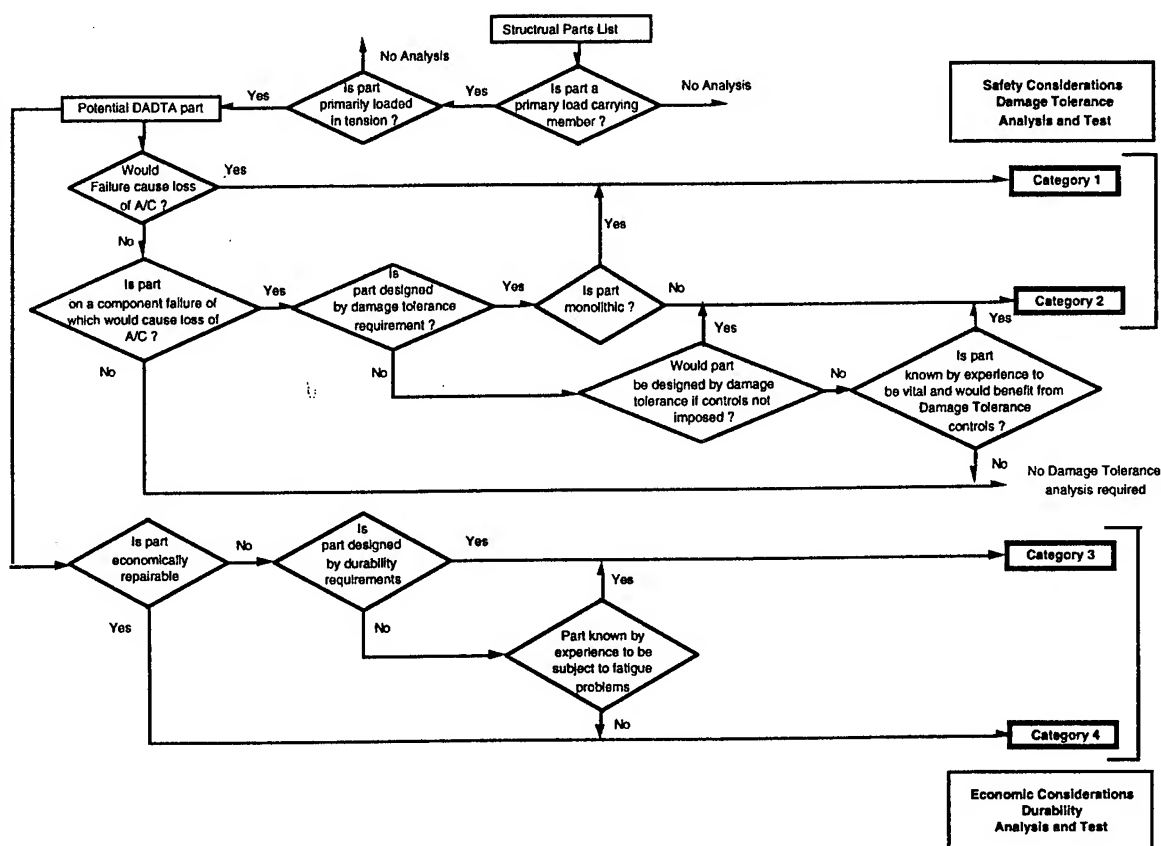 Structrual Parts List
No Analysis
Is part
primarily loaded
in tension ?
Yes
Is part a
primary load carrying
member ?
No Analysis
Yes
Potential DADTA part
Safety Considerations
Damage Tolerance
Analysis and Test
Would
Failure cause loss
of A/C ?
Yes
Category 1
No
Yes
Is part
on a component failure of
which would cause loss of
A/C ?
Yes
Is
part designed
by damage tolerance
requirement ?
Yes
Is part
monolithic ?
No
Category 2
Yes
Yes
No
No
Would part
be designed by damage
tolerance if controls not
imposed ?
No
Is part
known by experience to
be vital and would benefit from
Damage Tolerance
controls ?
No
No Damage Tolerance
analysis required
Is part
economically
repairable
No
Is
part designed
by durability
requirements
Yes
Category 3
Yes
Yes
No
Part known by
experience to be
subject to fatigue
problems
No
Category 4
Economic Considerations
Durability
Analysis and Test